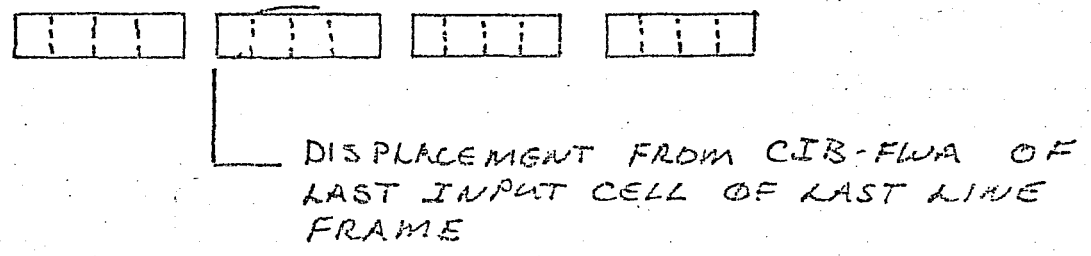 DISPLACEMENT FROM CIB-FWA OF
LAST INPUT CELL OF LAST LINE
FRAME